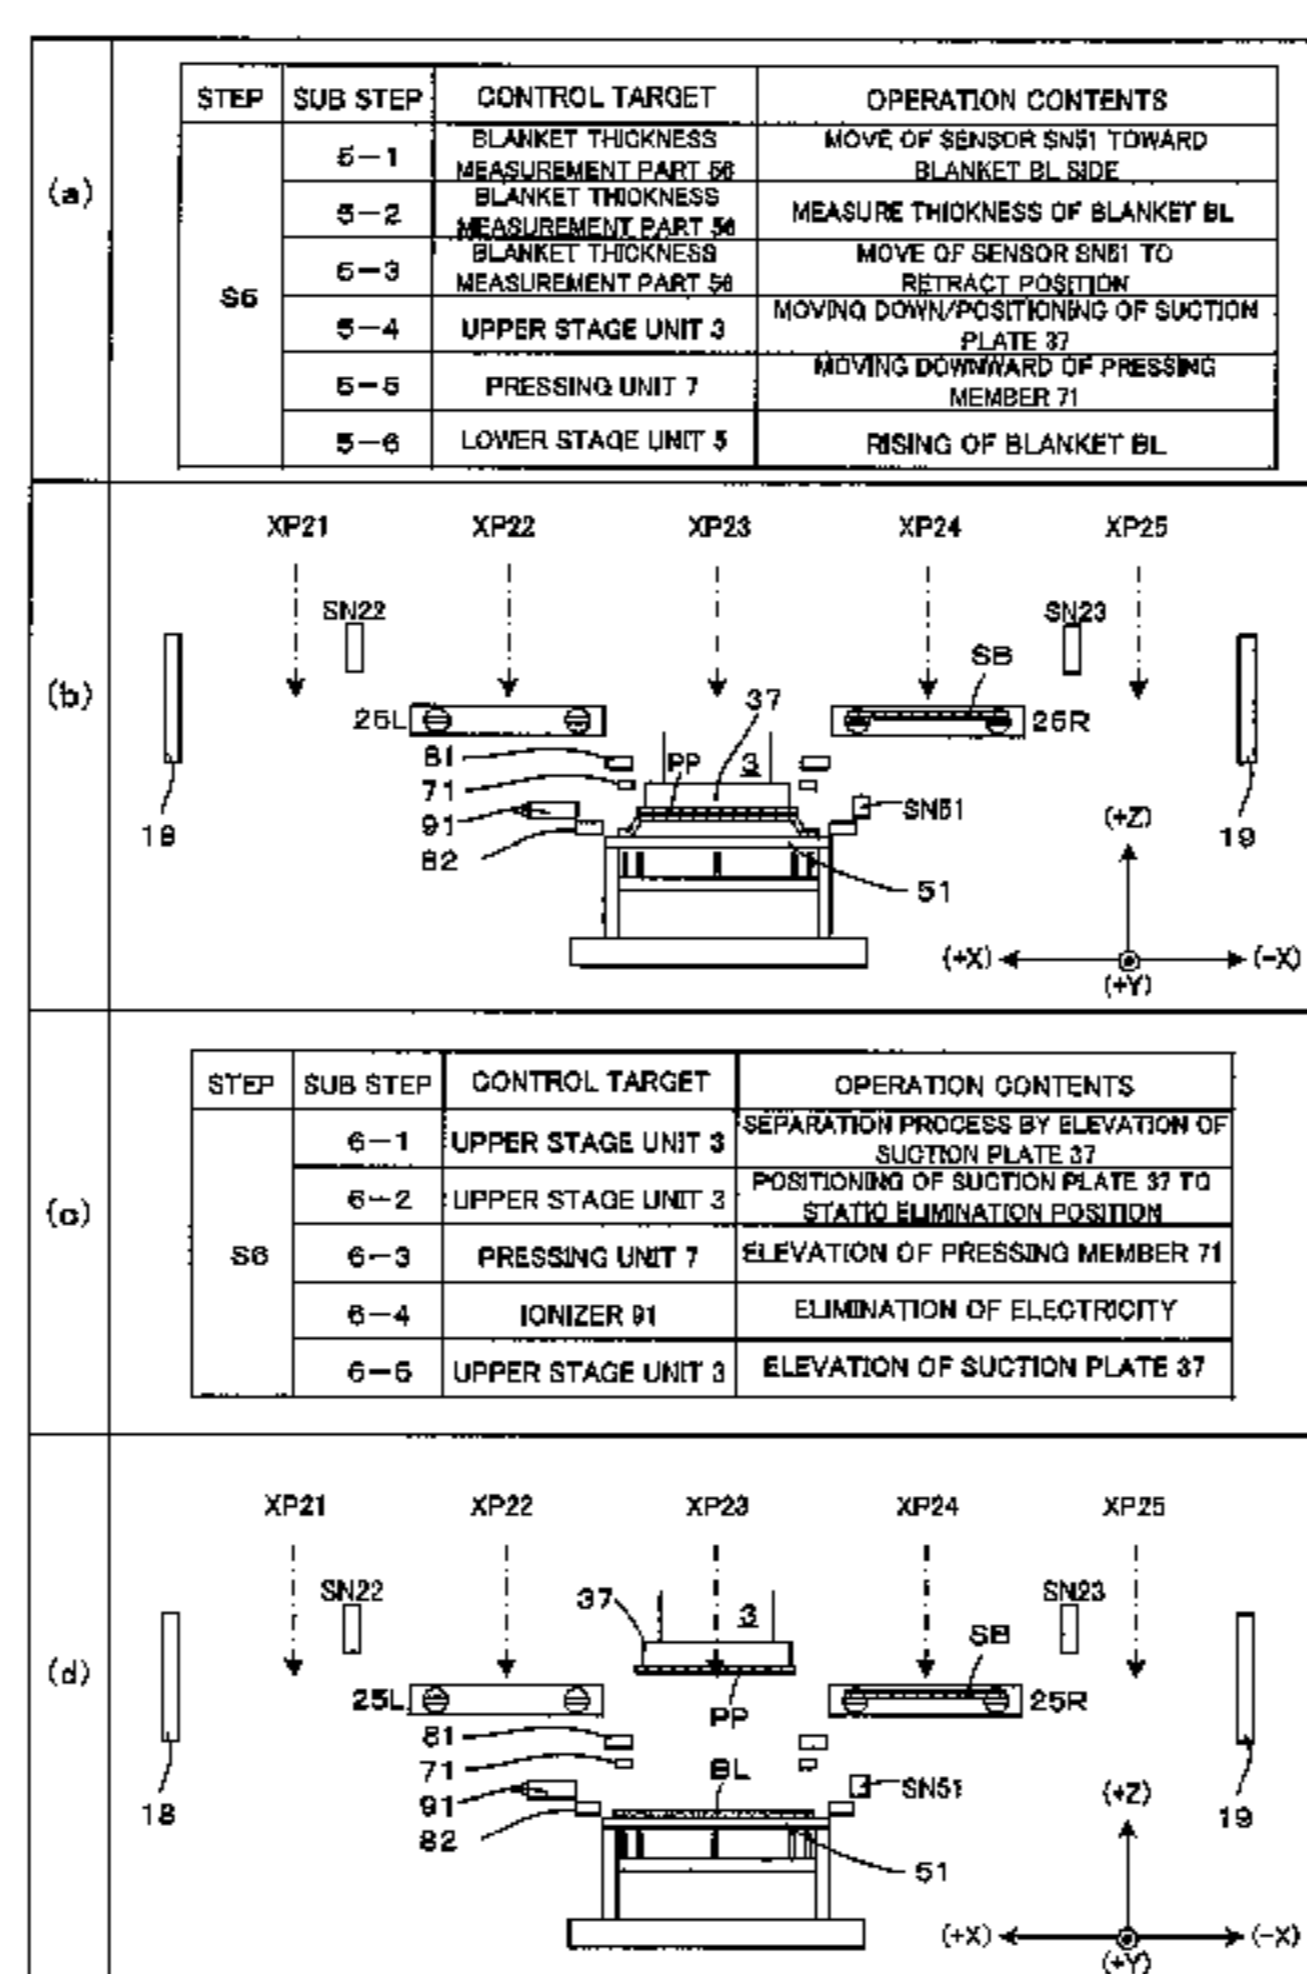 (a)
STEP SUB STEP CONTROL TARGET OPERATION CONTENTS
S5
5-1 BLANKET THICKNESS MEASUREMENT PART 56 MOVE OF SENSOR SN51 TOWARD BLANKET BL SIDE
5-2 BLANKET THICKNESS MEASUREMENT PART 56 MEASURE THICKNESS OF BLANKET BL
5-3 BLANKET THICKNESS MEASUREMENT PART 56 MOVE OF SENSOR SN51 TO RETRACT POSITION
5-4 UPPER STAGE UNIT 3 MOVING DOWN/POSITIONING OF SUCTION PLATE 37
5-5 PRESSING UNIT 7 MOVING DOWNWARD OF PRESSING MEMBER 71
5-6 LOWER STAGE UNIT 5 RISING OF BLANKET BL
(b)
XP21 XP22 XP23 XP24 XP25
SN22 SN23
SB
37
25L 25R
81 PP 3
71
91 SN51
18 (+Z) 19
82
51
(+X) (-X)
(+Y)
(c)
STEP SUB STEP CONTROL TARGET OPERATION CONTENTS
S6
6-1 UPPER STAGE UNIT 3 SEPARATION PROCESS BY ELEVATION OF SUCTION PLATE 37
6-2 UPPER STAGE UNIT 3 POSITIONING OF SUCTION PLATE 37 TO STATIC ELIMINATION POSITION
6-3 PRESSING UNIT 7 ELEVATION OF PRESSING MEMBER 71
6-4 IONIZER 91 ELIMINATION OF ELECTRICITY
6-5 UPPER STAGE UNIT 3 ELEVATION OF SUCTION PLATE 37
(d)
XP21 XP22 XP23 XP24 XP25
SN22 37 3 SN23
SB
25L PP 25R
81
71 BL
91 SN51
18 (+Z) 19
82
51
(+X) (-X)
(+Y)